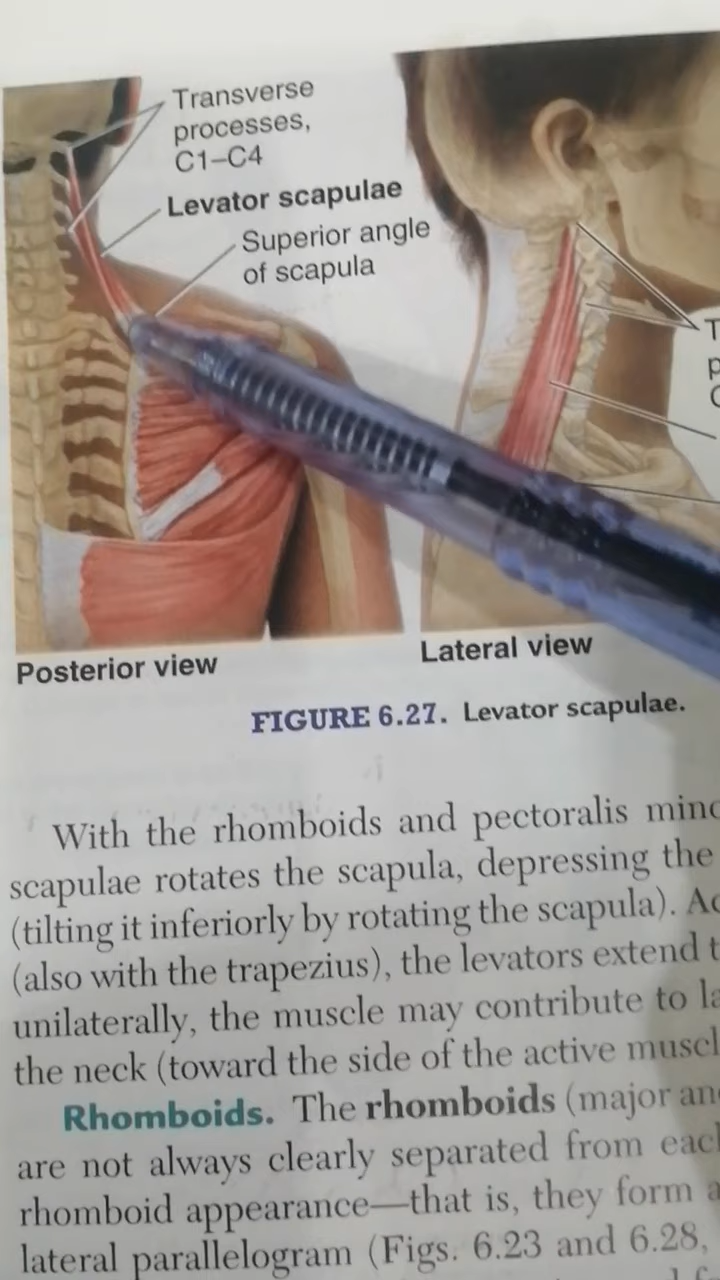 Transverse
processes,
C1–C4
Levator scapulae
Superior angle
of scapula
Posterior view
Lateral view
FIGURE 6.27. Levator scapulae.
With the rhomboids and pectoralis
scapulae rotates the scapula, depressing the
(tilting it inferiorly by rotating the scapula).
(also with the trapezius), the levators extend
unilaterally, the muscle may contribute to
the neck (toward the side of the active
Rhomboids. The rhomboids (major
are not always clearly separated from
rhomboid appearance—that is, they form
lateral parallelogram (Figs. 6.23 and 6.28,